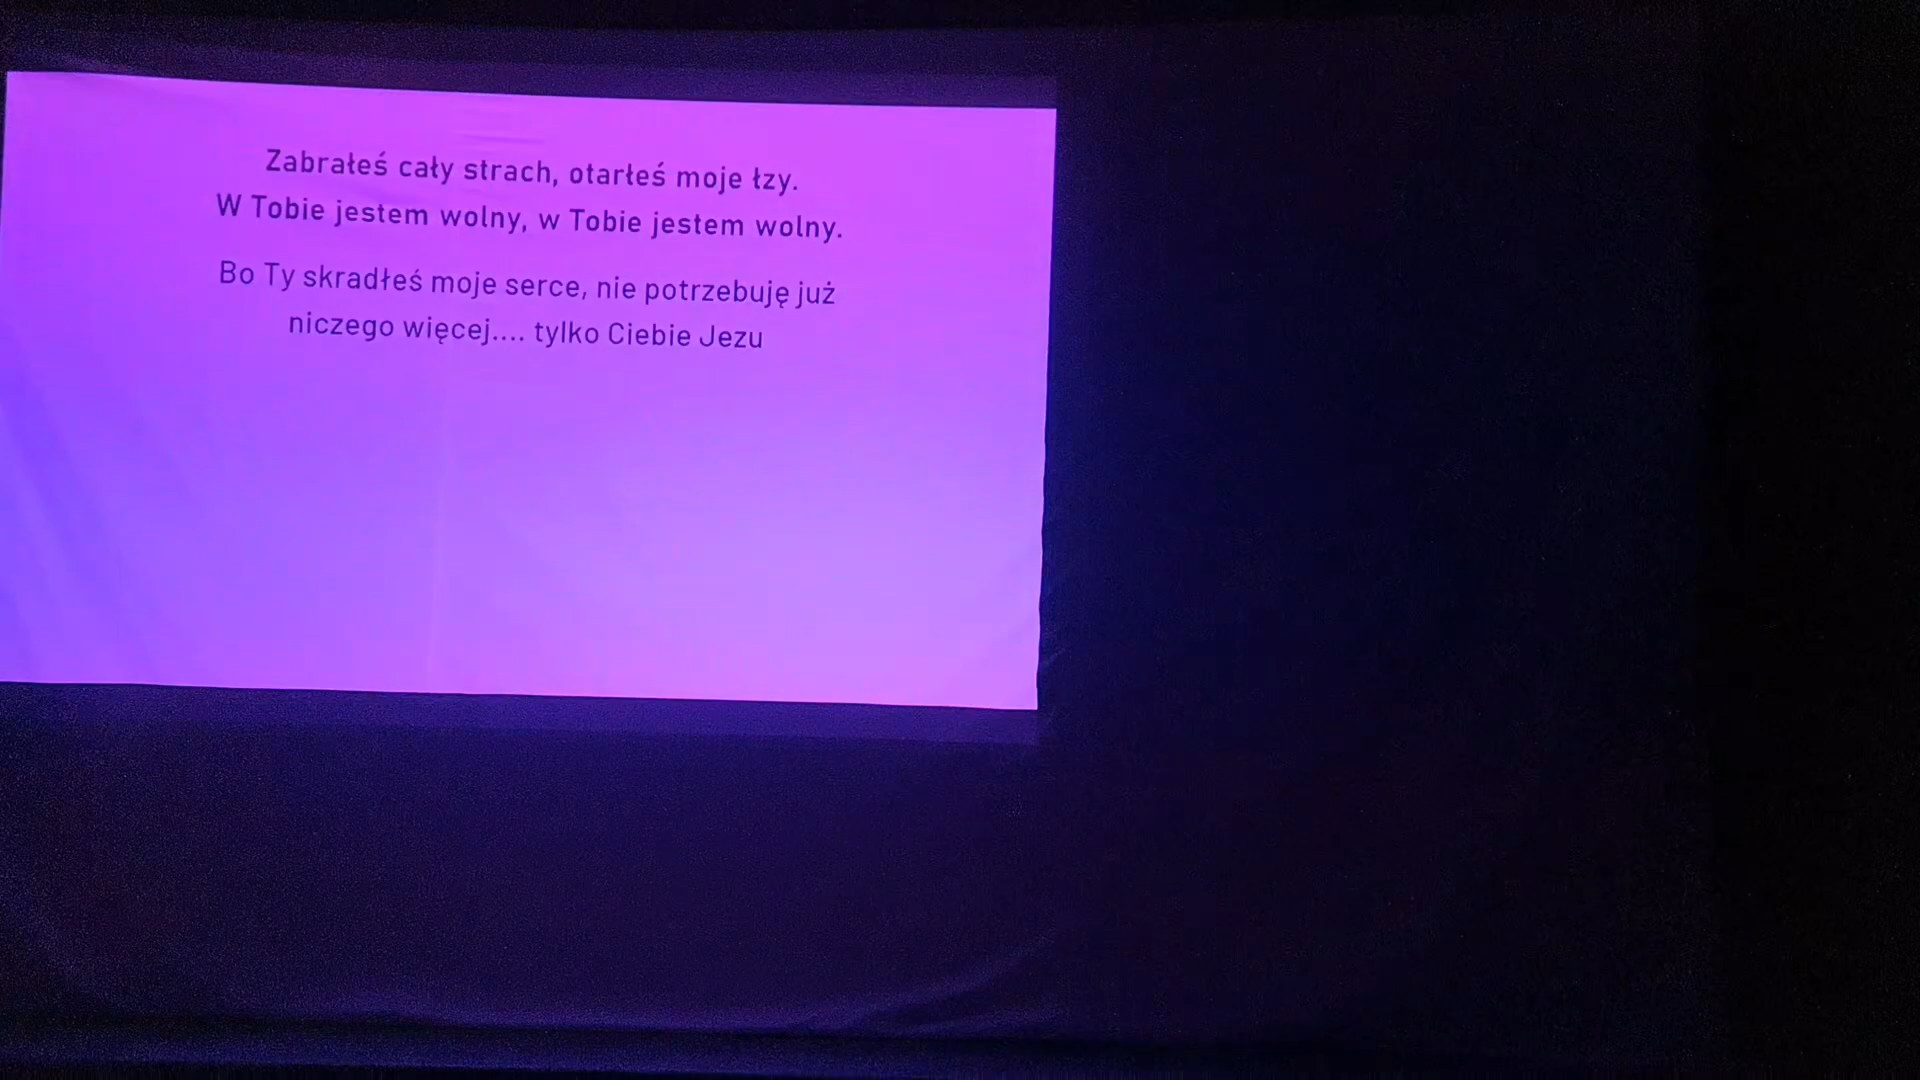 Zabrałeś cały strach, otarłeś moje łzy.
W Tobie jestem wolny, w Tobie jestem wolny.
Bo Ty skradłeś moje serce, nie potrzebuję już
niczego więcej.... tylko Ciebie Jezu